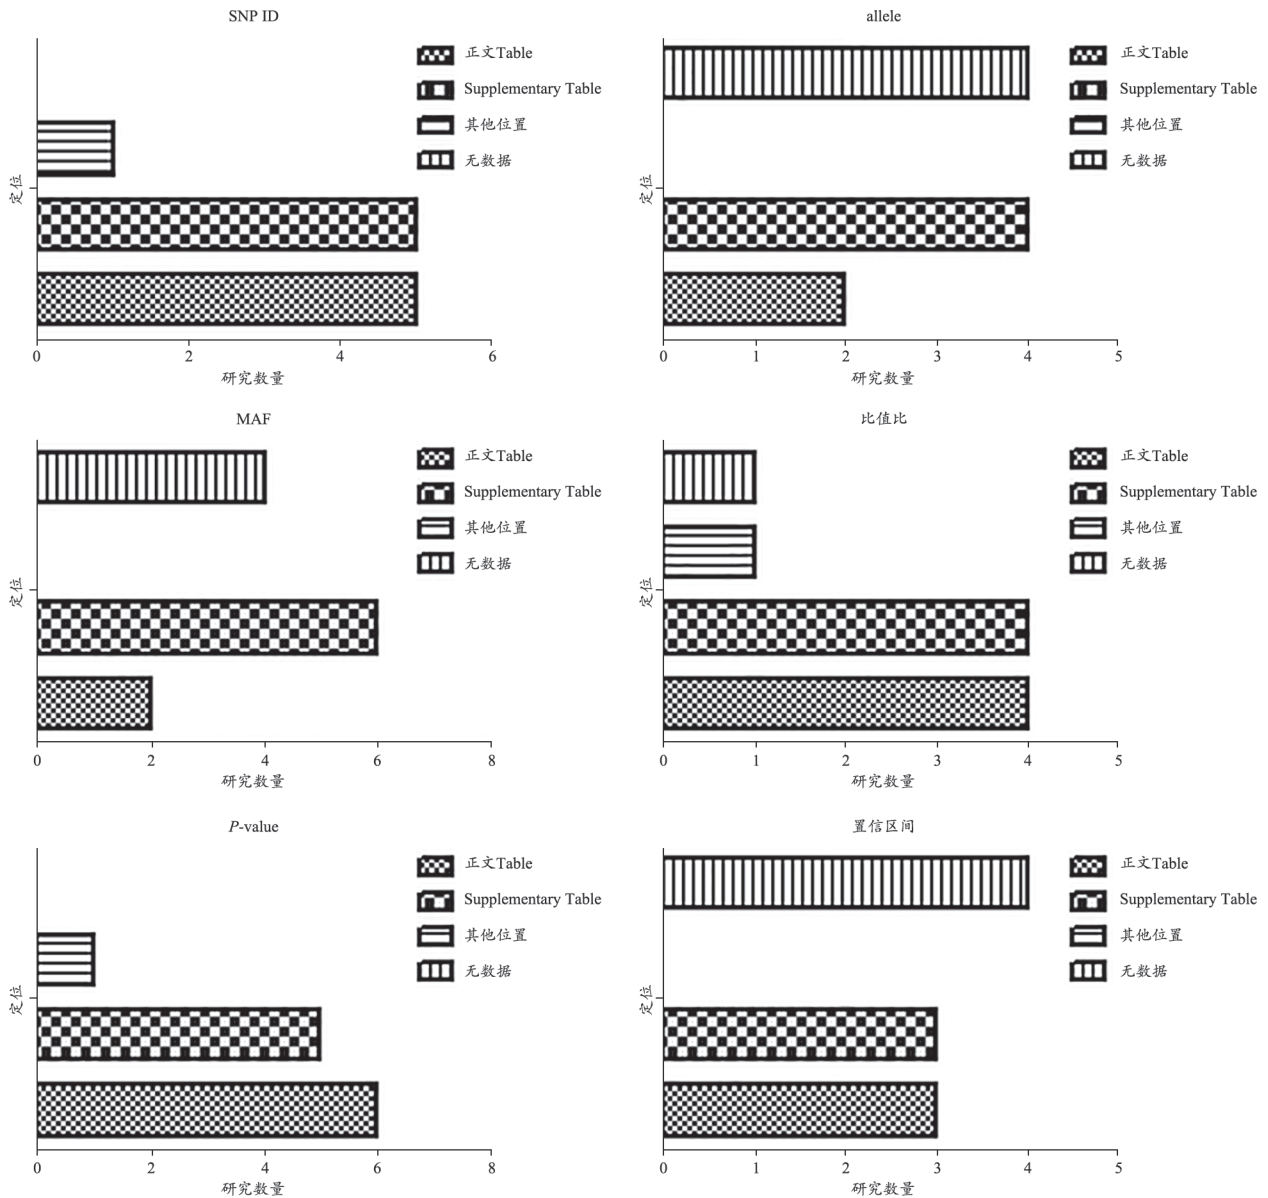 SNP ID
正文Table
Supplementary Table
其他位置
无数据
定位
0 2 4 6
研究数量
allele
正文Table
Supplementary Table
其他位置
无数据
定位
0 1 2 3 4 5
研究数量
MAF
正文Table
Supplementary Table
其他位置
无数据
定位
0 2 4 6 8
研究数量
比值比
正文Table
Supplementary Table
其他位置
无数据
定位
0 1 2 3 4 5
研究数量
P-value
正文Table
Supplementary Table
其他位置
无数据
定位
0 2 4 6 8
研究数量
置信区间
正文Table
Supplementary Table
其他位置
无数据
定位
0 1 2 3 4 5
研究数量